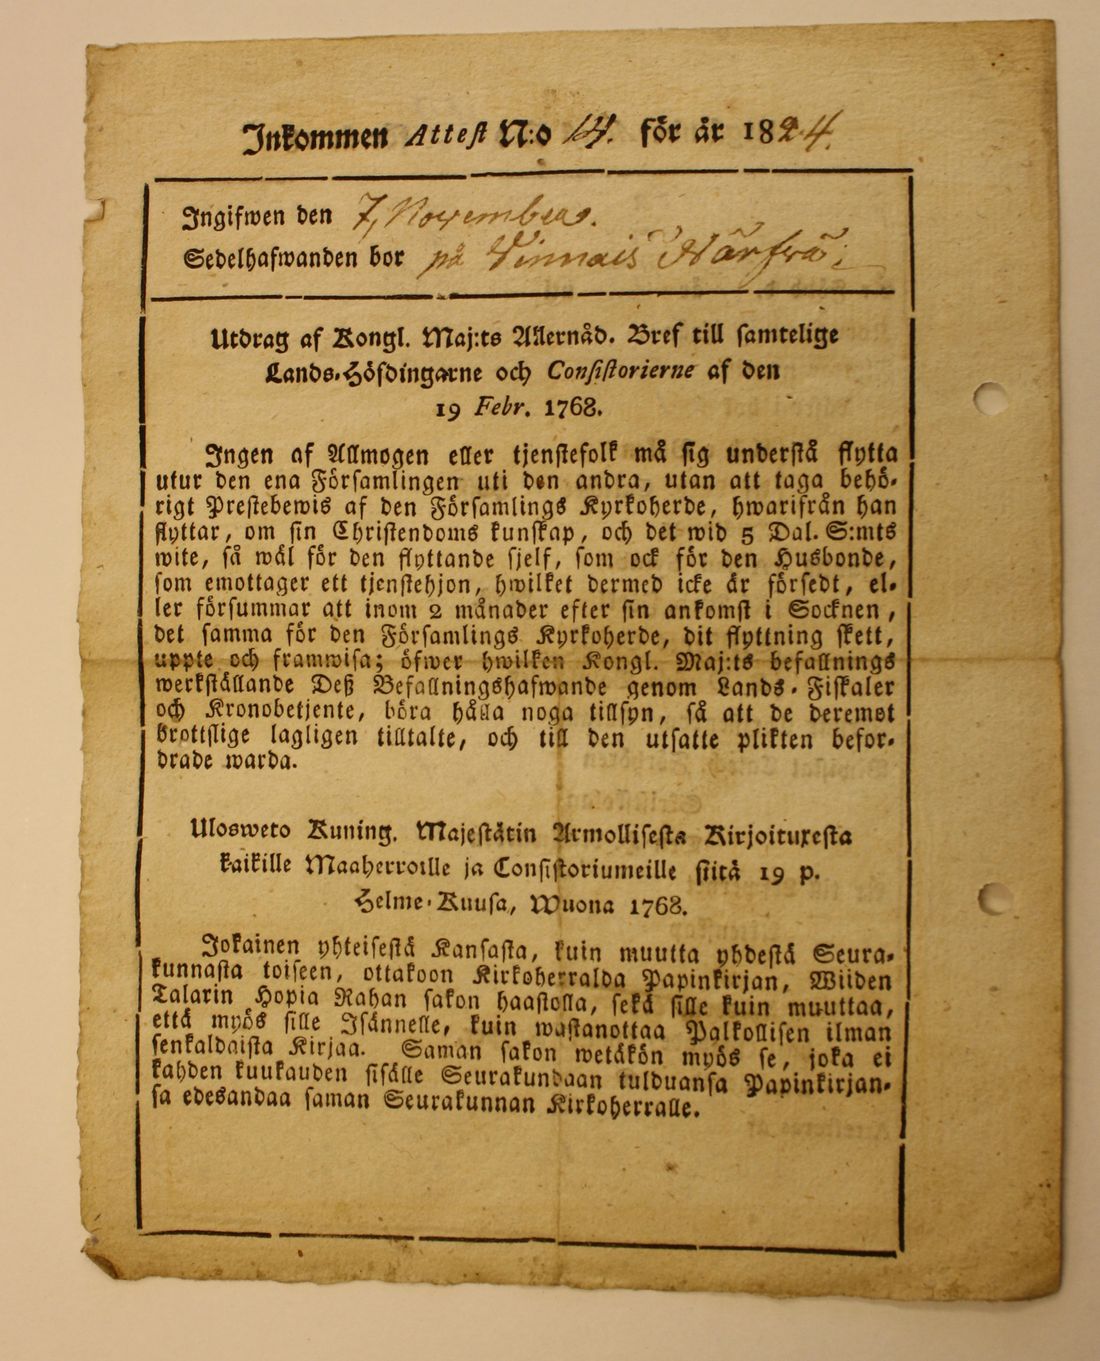 Inkommen Attest N:o 14. för år 1824.
Ingifwen den 7, November.
Sedelhafwanden bor på
Utdrag af Kongl. Maj:ts Allernåd. Bref till samtelige
Lands-Höfdingarne och Consistorierne af den
19 Febr. 1768.
Ingen af Allmogen eller tjenstefolk må sig understå flytta
utur den ena Församlingen uti den andra, utan att taga behö-
rigt Prestebewis af den Församlings Kyrkoherde, hwarifrån han
flyttar, om sin Christendoms kunskap, och det wid 5 Dal. S:mts
wite, så wäl för den flyttande sjelf, som ock för den Husbonde,
som emottager ett tjenstehjon, hwilket dermed icke är försedt, el-
ler försummar att inom 2 månader efter sin ankomst i Socknen,
det samma för den Församlings Kyrkoherde, dit flyttning skett,
uppte och framwisa; öfwer hwilken Kongl. Maj:ts befallnings
werkställande Deß Befallningshafwande genom Lands-Fiskaler
och Kronobetjente, böra hålla noga tillsyn, så att de deremot
brottslige lagligen tilltalte, och till den utsatte plikten befor-
drade warda.
Ulosweto Kuning. Majestätin Armollisesta Kirjoituxesta
kaikille Maaherroille ja Consistoriumeille siitä 19 p.
Helme-Kuusa, Wuona 1768.
Jokainen yhteisestä Kansasta, kuin muutta yhdestä Seura-
kunnasta toiseen, ottakoon Kirkoherralda Papinkirjan, Wiiden
Talarin Hopia Rahan sakon haastolla, sekä sille kuin muuttaa,
että myös sille Isännelle, kuin wastanottaa Palkollisen ilman
senkaldaista Kirjaa. Saman sakon wetäkön myös se, joka ei
kahden kuukauden sisälle Seurakundaan tulduansa Papinkirjan-
sa edesandaa saman Seurakunnan Kirkoherralle.